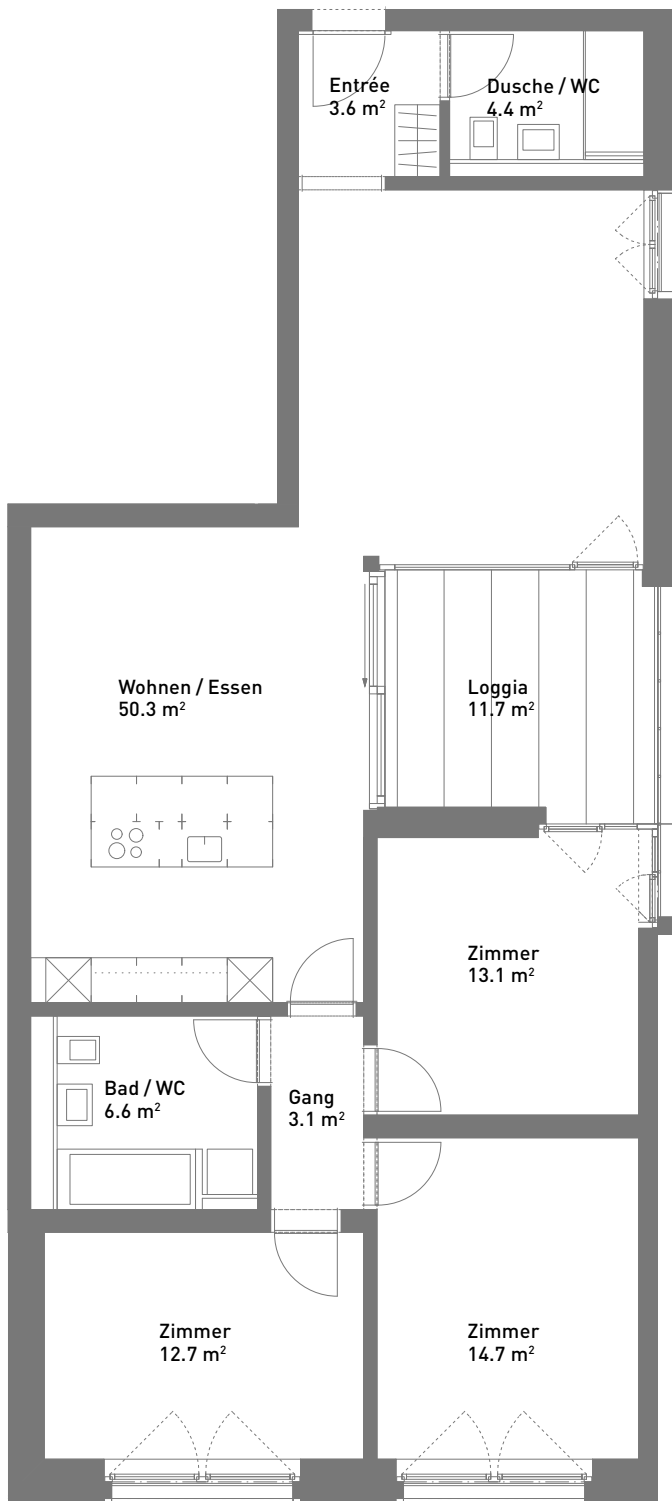 Entrée
3.6 m²
Dusche / WC
4.4 m²
Wohnen / Essen
50.3 m²
Loggia
11.7 m²
Zimmer
13.1 m²
Bad / WC
6.6 m²
Gang
3.1 m²
Zimmer
12.7 m²
Zimmer
14.7 m²